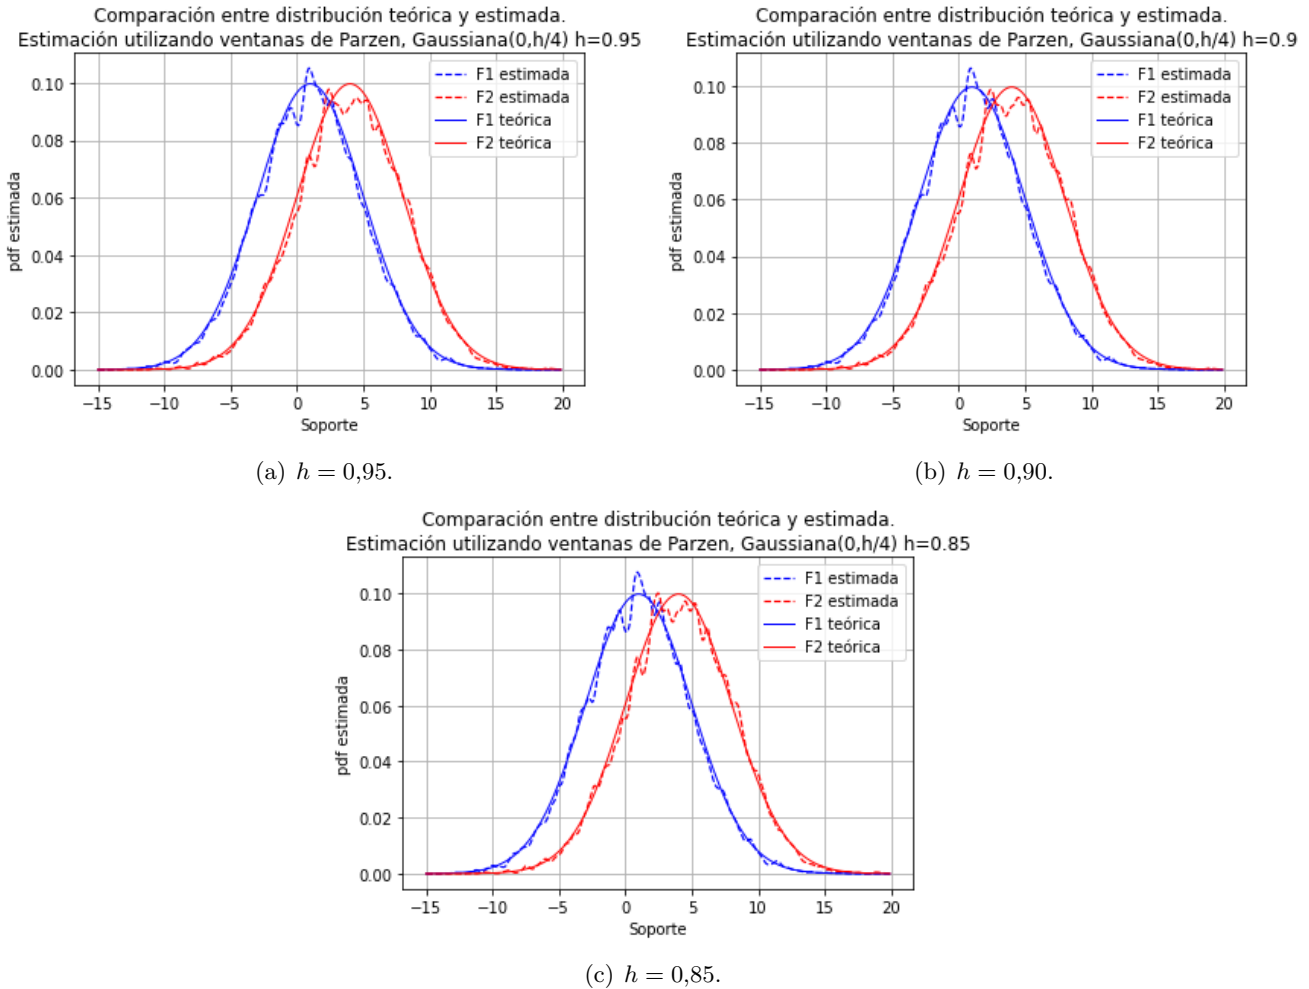 Comparación entre distribución teórica y estimada.
Estimación utilizando ventanas de Parzen, Gaussiana(0,h/4) h=0.95
F1 estimada
F2 estimada
F1 teórica
F2 teórica
pdf estimada
0.10
0.08
0.06
0.04
0.02
0.00
−15 −10 −5 0 5 10 15 20
Soporte
(a) h = 0,95.
Comparación entre distribución teórica y estimada.
Estimación utilizando ventanas de Parzen, Gaussiana(0,h/4) h=0.9
F1 estimada
F2 estimada
F1 teórica
F2 teórica
pdf estimada
0.10
0.08
0.06
0.04
0.02
0.00
−15 −10 −5 0 5 10 15 20
Soporte
(b) h = 0,90.
Comparación entre distribución teórica y estimada.
Estimación utilizando ventanas de Parzen, Gaussiana(0,h/4) h=0.85
F1 estimada
F2 estimada
F1 teórica
F2 teórica
pdf estimada
0.10
0.08
0.06
0.04
0.02
0.00
−15 −10 −5 0 5 10 15 20
Soporte
(c) h = 0,85.